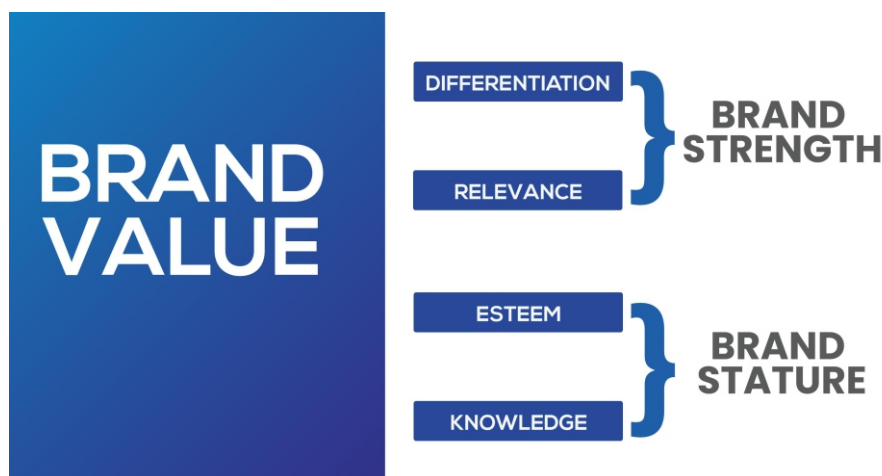 BRAND
VALUE
DIFFERENTIATION
RELEVANCE
BRAND
STRENGTH
ESTEEM
KNOWLEDGE
BRAND
STATURE